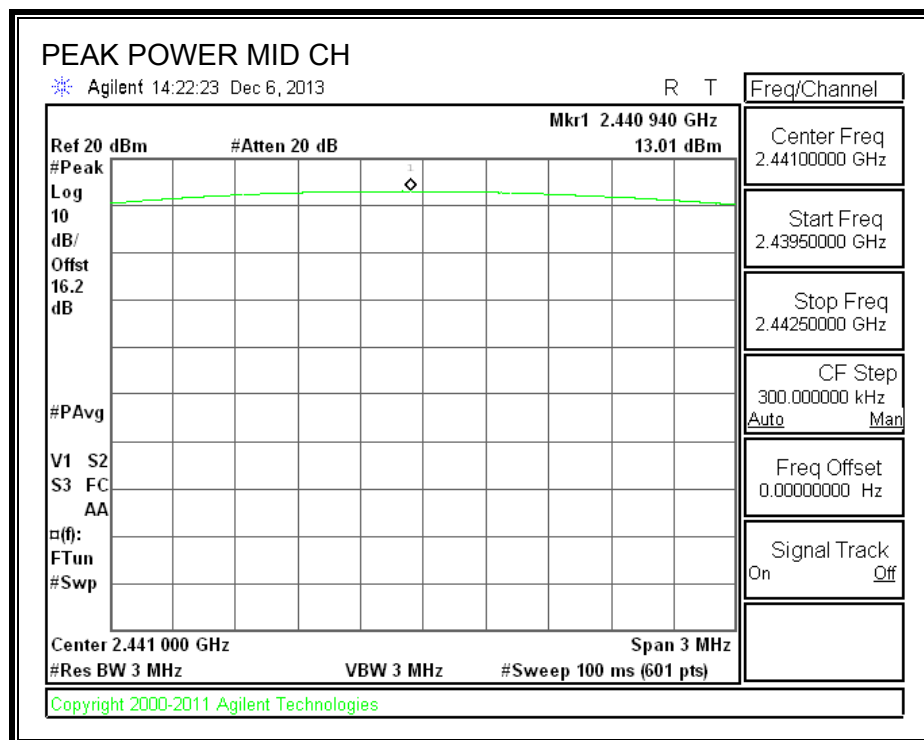 PEAK POWER MID CH
Agilent 14:22:23 Dec 6, 2013
R T
Freq/Channel
Mkr1 2.440 940 GHz
Ref 20 dBm #Atten 20 dB 13.01 dBm
#Peak
Log
10
dB/
Offst
16.2
dB
1
#PAvg
V1 S2
S3 FC
AA
¤(f):
FTun
#Swp
Center 2.441 000 GHz Span 3 MHz
#Res BW 3 MHz VBW 3 MHz #Sweep 100 ms (601 pts)
Center Freq
2.44100000 GHz
Start Freq
2.43950000 GHz
Stop Freq
2.44250000 GHz
CF Step
300.000000 kHz
Auto Man
Freq Offset
0.00000000 Hz
Signal Track
On Off
Copyright 2000-2011 Agilent Technologies